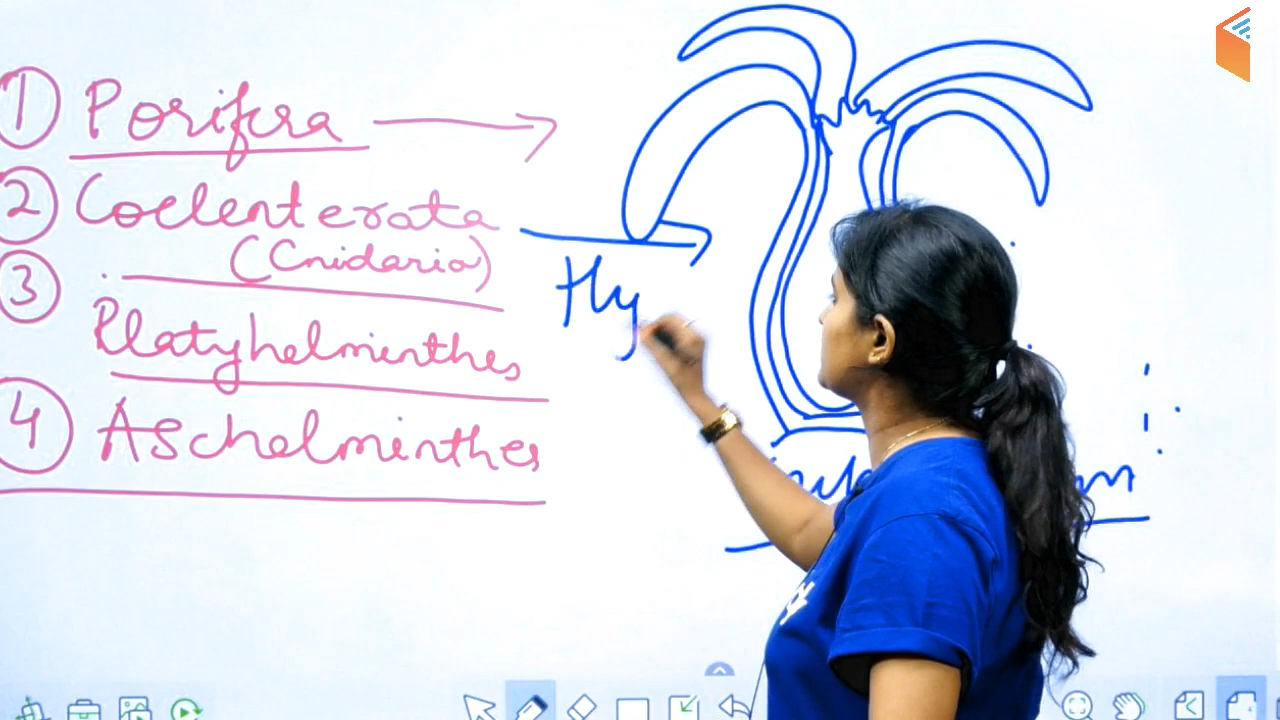 ① Porifera
② Coelenterata
(Cnidaria)
③
Platyhelminthes
④ Aschelminthes
Hy